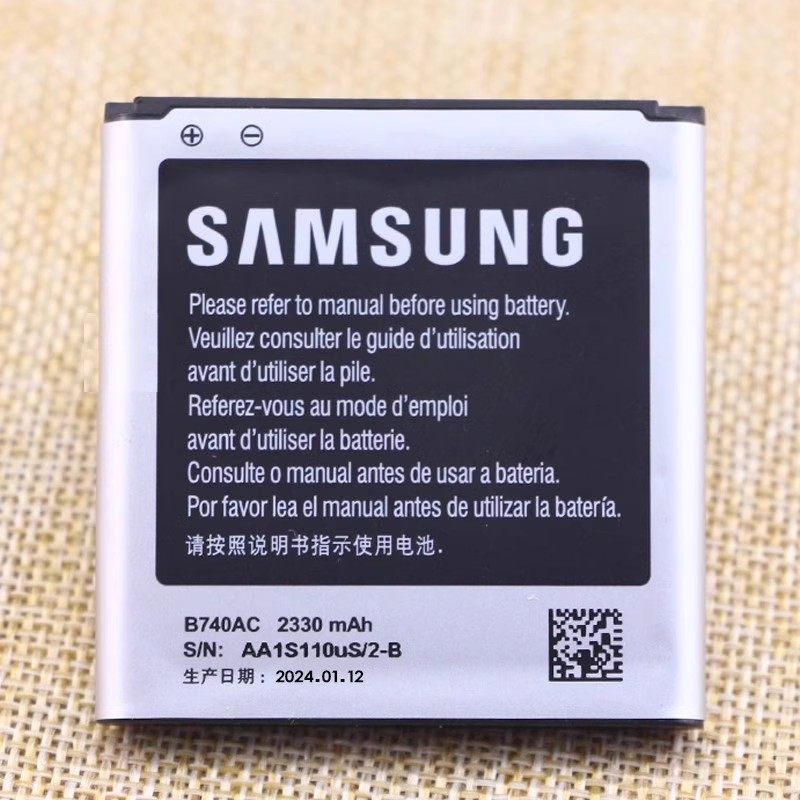 ⊕ ⊖
SAMSUNG
Please refer to manual before using battery.
Veuillez consulter le guide d'utilisation
avant d'utiliser la pile.
Referez-vous au mode d'emploi
avant d'utiliser la batterie.
Consulte o manual antes de usar a bateria.
Por favor lea el manual antes de utilizar la batería.
请按照说明书指示使用电池.
B740AC 2330 mAh
S/N: AA1S110uS/2-B
生产日期: 2024.01.12